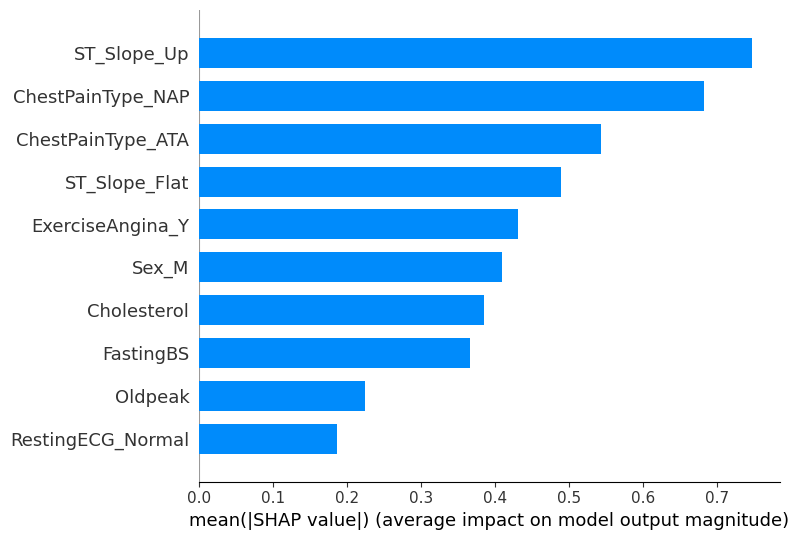 ST_Slope_Up
ChestPainType_NAP
ChestPainType_ATA
ST_Slope_Flat
ExerciseAngina_Y
Sex_M
Cholesterol
FastingBS
Oldpeak
RestingECG_Normal
0.0 0.1 0.2 0.3 0.4 0.5 0.6 0.7
mean(|SHAP value|) (average impact on model output magnitude)